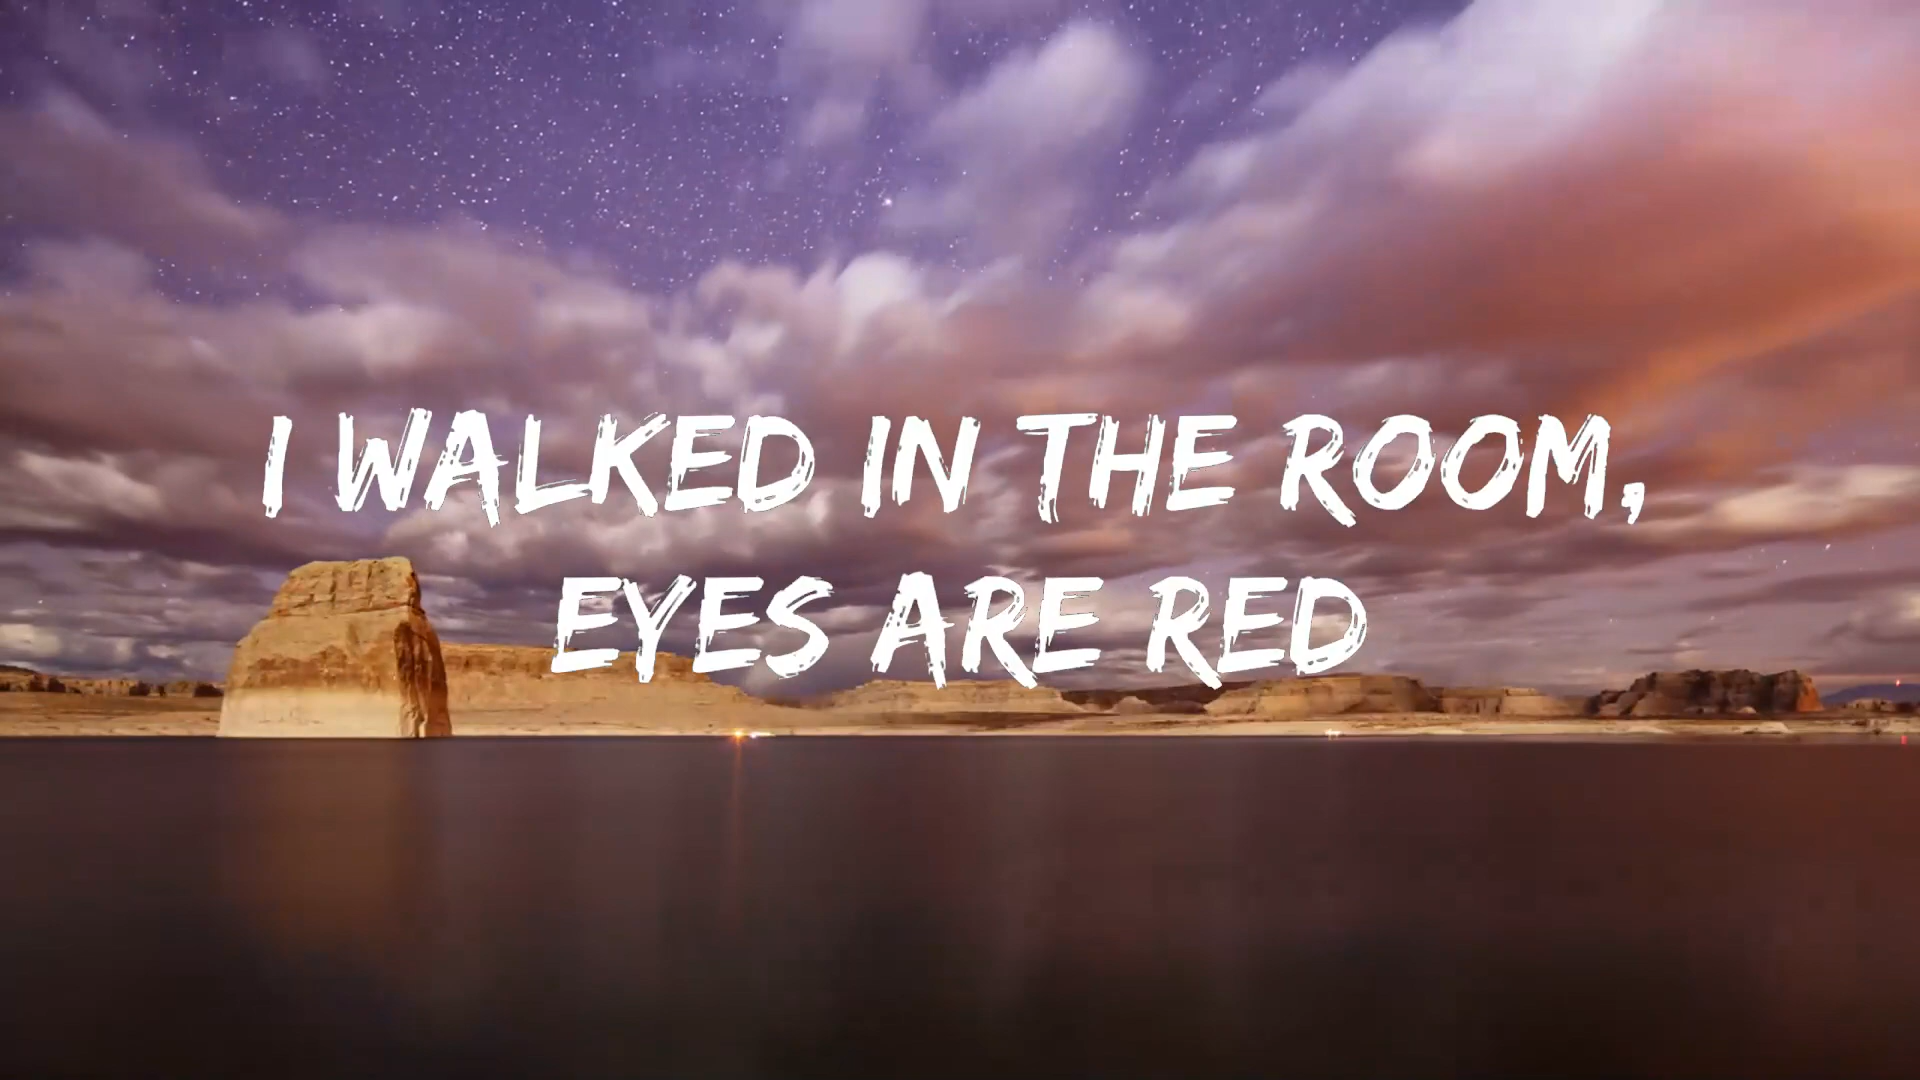 I WALKED IN THE ROOM,
EYES ARE RED